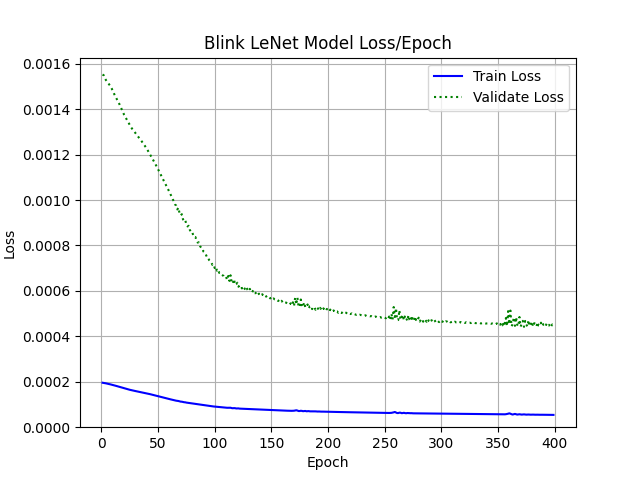 Blink LeNet Model Loss/Epoch
Train Loss
Validate Loss
Loss
0.0016
0.0014
0.0012
0.0010
0.0008
0.0006
0.0004
0.0002
0.0000
0 50 100 150 200 250 300 350 400
Epoch